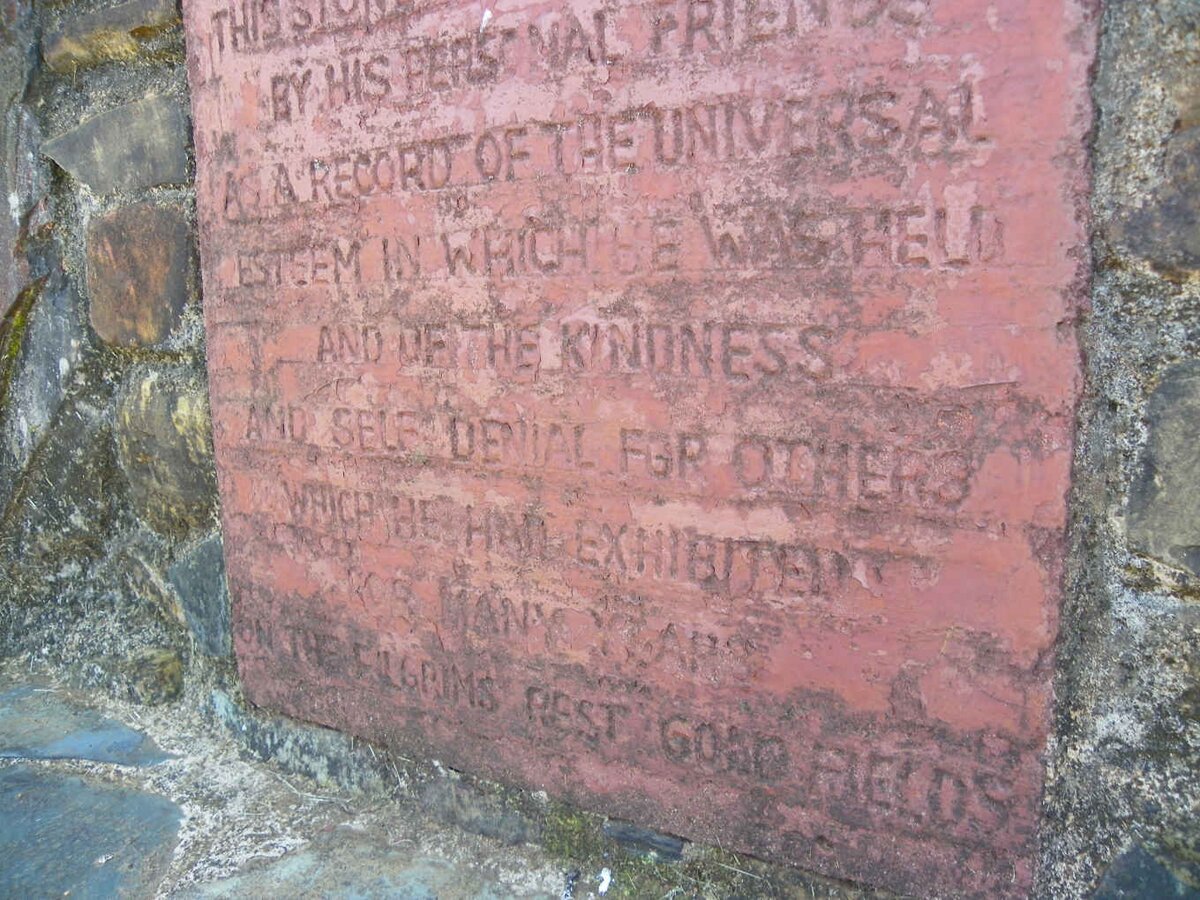 THIS STONE
BY HIS PERSONAL FRIENDS
AS A RECORD OF THE UNIVERSAL
ESTEEM IN WHICH HE WAS HELD
AND OF THE KINDNESS
AND SELF DENIAL FOR OTHERS
WHICH HE HAD EXHIBITED
FOR MANY YEARS
ON THE PILGRIMS REST GOLD FIELDS